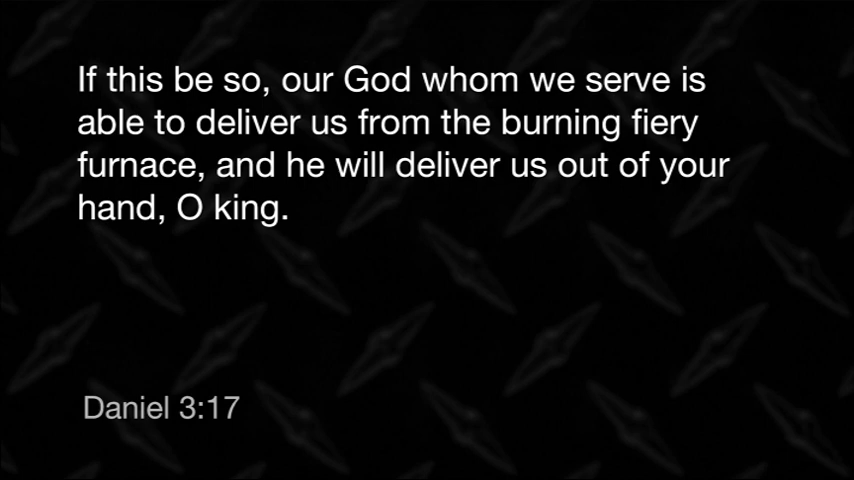 If this be so, our God whom we serve is
able to deliver us from the burning fiery
furnace, and he will deliver us out of your
hand, O king.
Daniel 3:17